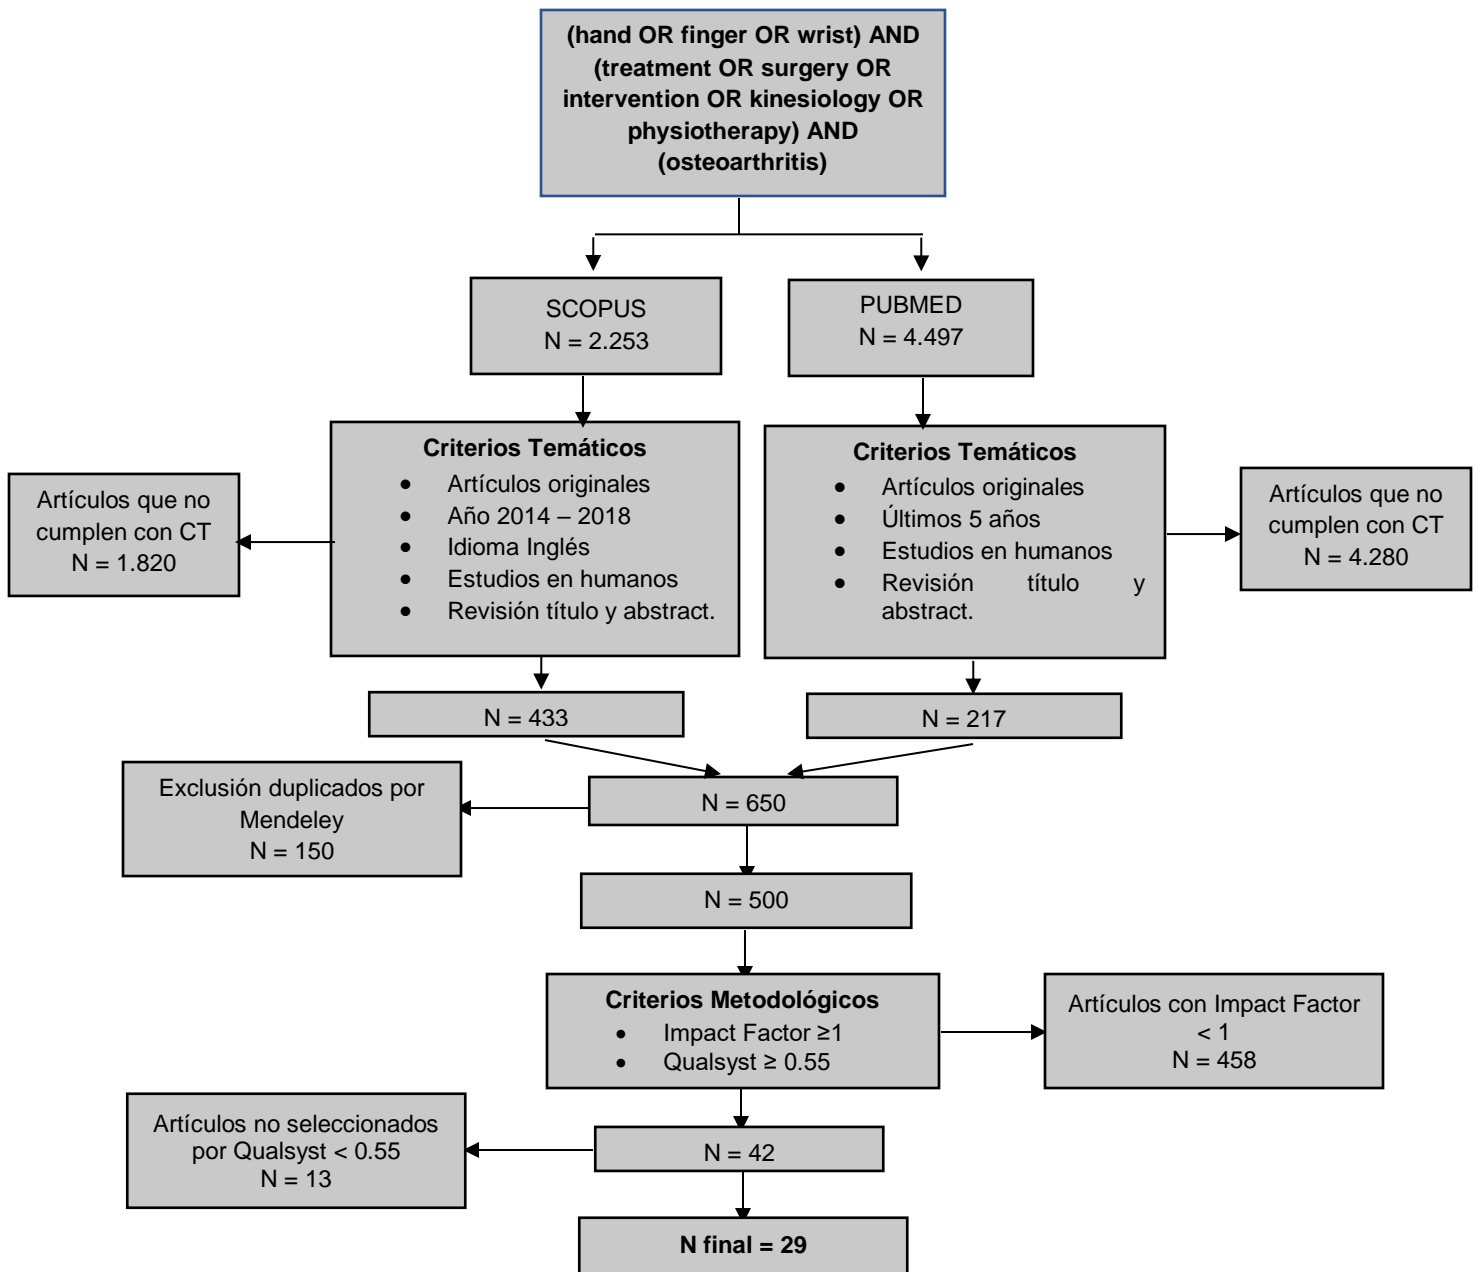 (hand OR finger OR wrist) AND
(treatment OR surgery OR
intervention OR kinesiology OR
physiotherapy) AND
(osteoarthritis)
SCOPUS
N = 2.253
PUBMED
N = 4.497
Artículos que no
cumplen con CT
N = 1.820
Criterios Temáticos
• Artículos originales
• Año 2014 – 2018
• Idioma Inglés
• Estudios en humanos
• Revisión título y abstract.
Criterios Temáticos
• Artículos originales
• Últimos 5 años
• Estudios en humanos
• Revisión título y
abstract.
Artículos que no
cumplen con CT
N = 4.280
N = 433
N = 217
Exclusión duplicados por
Mendeley
N = 150
N = 650
N = 500
Criterios Metodológicos
• Impact Factor ≥1
• Qualsyst ≥ 0.55
Artículos con Impact Factor
< 1
N = 458
Artículos no seleccionados
por Qualsyst < 0.55
N = 13
N = 42
N final = 29